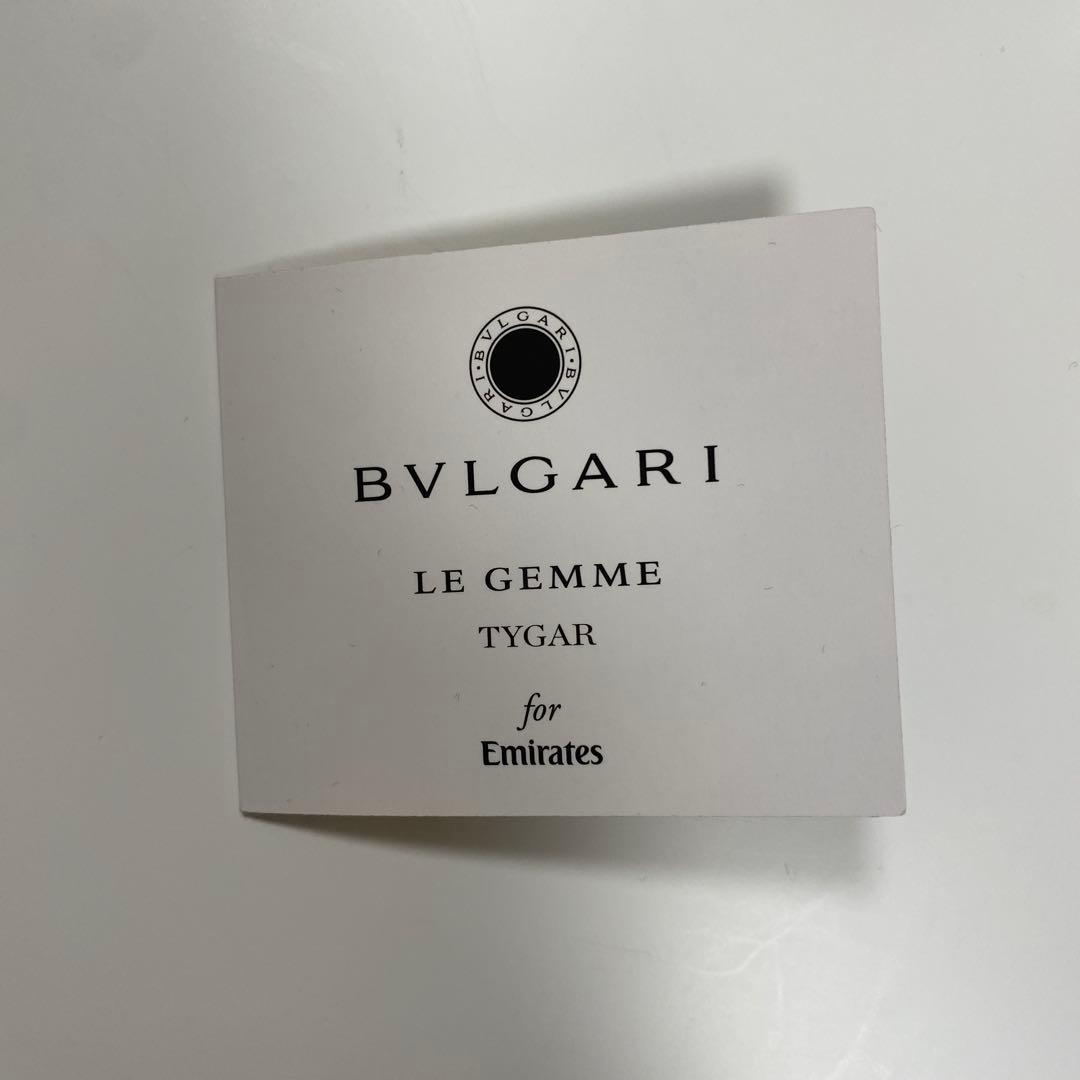 BVLGARI · BVLGARI ·
BVLGARI
LE GEMME
TYGAR
for
Emirates